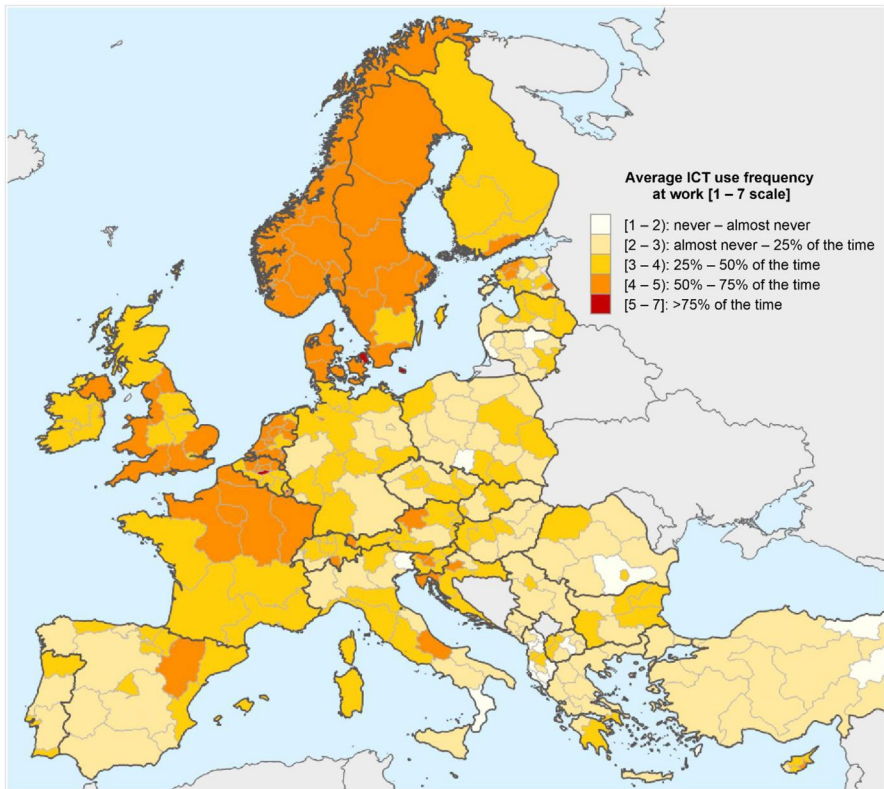 Average ICT use frequency
at work [1 – 7 scale]
[1 – 2): never – almost never
[2 – 3): almost never – 25% of the time
[3 – 4): 25% – 50% of the time
[4 – 5): 50% – 75% of the time
[5 – 7]: >75% of the time